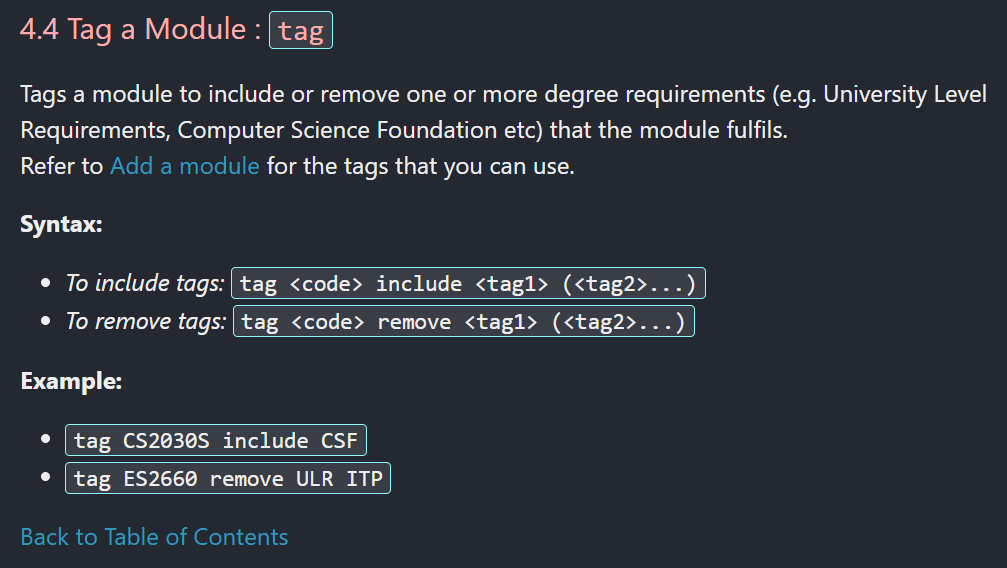 4.4 Tag a Module : tag
Tags a module to include or remove one or more degree requirements (e.g. University Level
Requirements, Computer Science Foundation etc) that the module fulfils.
Refer to Add a module for the tags that you can use.
Syntax:
• To include tags: tag <code> include <tag1> (<tag2>...)
• To remove tags: tag <code> remove <tag1> (<tag2>...)
Example:
• tag CS2030S include CSF
• tag ES2660 remove ULR ITP
Back to Table of Contents